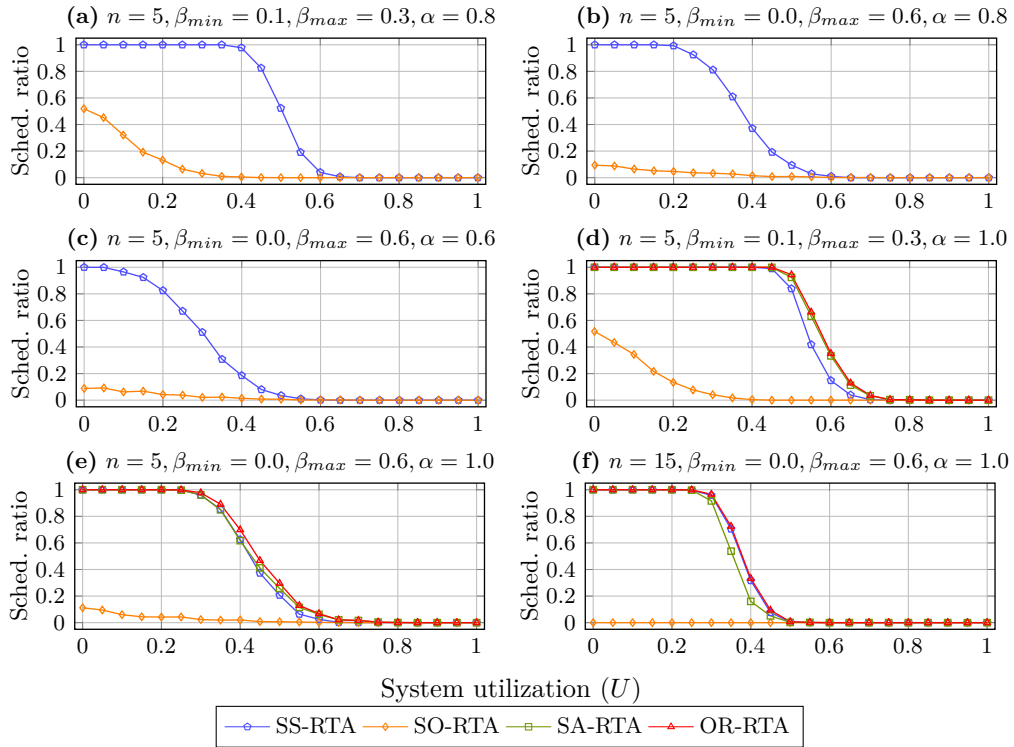 (a) n = 5, β_min = 0.1, β_max = 0.3, α = 0.8
Sched. ratio
1
0.8
0.6
0.4
0.2
0
0 0.2 0.4 0.6 0.8 1
(b) n = 5, β_min = 0.0, β_max = 0.6, α = 0.8
Sched. ratio
1
0.8
0.6
0.4
0.2
0
0 0.2 0.4 0.6 0.8 1
(c) n = 5, β_min = 0.0, β_max = 0.6, α = 0.6
Sched. ratio
1
0.8
0.6
0.4
0.2
0
0 0.2 0.4 0.6 0.8 1
(d) n = 5, β_min = 0.1, β_max = 0.3, α = 1.0
Sched. ratio
1
0.8
0.6
0.4
0.2
0
0 0.2 0.4 0.6 0.8 1
(e) n = 5, β_min = 0.0, β_max = 0.6, α = 1.0
Sched. ratio
1
0.8
0.6
0.4
0.2
0
0 0.2 0.4 0.6 0.8 1
(f) n = 15, β_min = 0.0, β_max = 0.6, α = 1.0
Sched. ratio
1
0.8
0.6
0.4
0.2
0
0 0.2 0.4 0.6 0.8 1
System utilization (U)
SS-RTA SO-RTA SA-RTA OR-RTA